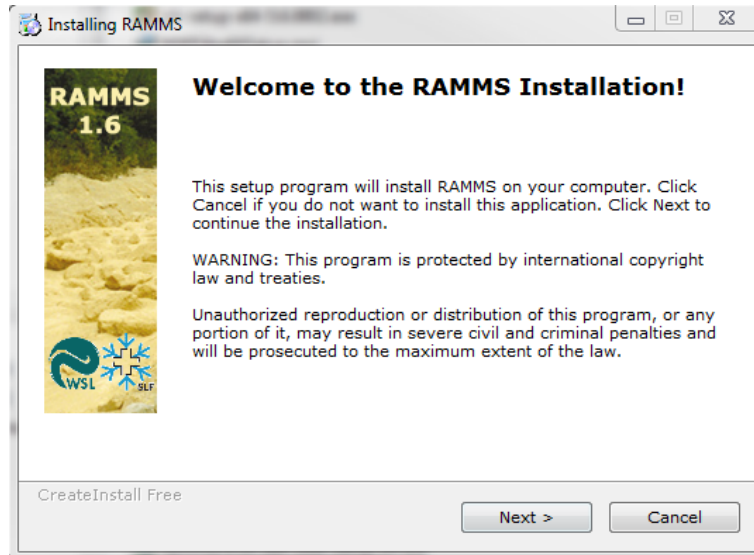 Installing RAMMS
RAMMS
1.6
Welcome to the RAMMS Installation!
This setup program will install RAMMS on your computer. Click
Cancel if you do not want to install this application. Click Next to
continue the installation.
WARNING: This program is protected by international copyright
law and treaties.
Unauthorized reproduction or distribution of this program, or any
portion of it, may result in severe civil and criminal penalties and
will be prosecuted to the maximum extent of the law.
WSL
SLF
CreateInstall Free
Next >
Cancel